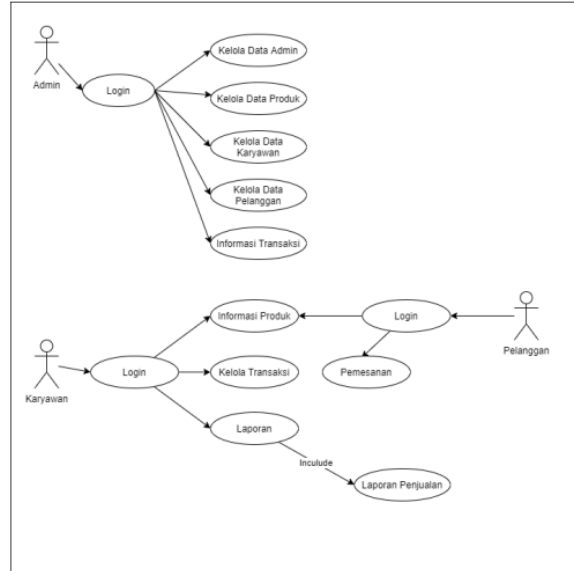 Kelola Data Admin
Admin
Login
Kelola Data Produk
Kelola Data
Karyawan
Kelola Data
Pelanggan
Informasi Transaksi
Informasi Produk
Login
Pelanggan
Karyawan
Login
Kelola Transaksi
Pemesanan
Laporan
Inculude
Laporan Penjualan